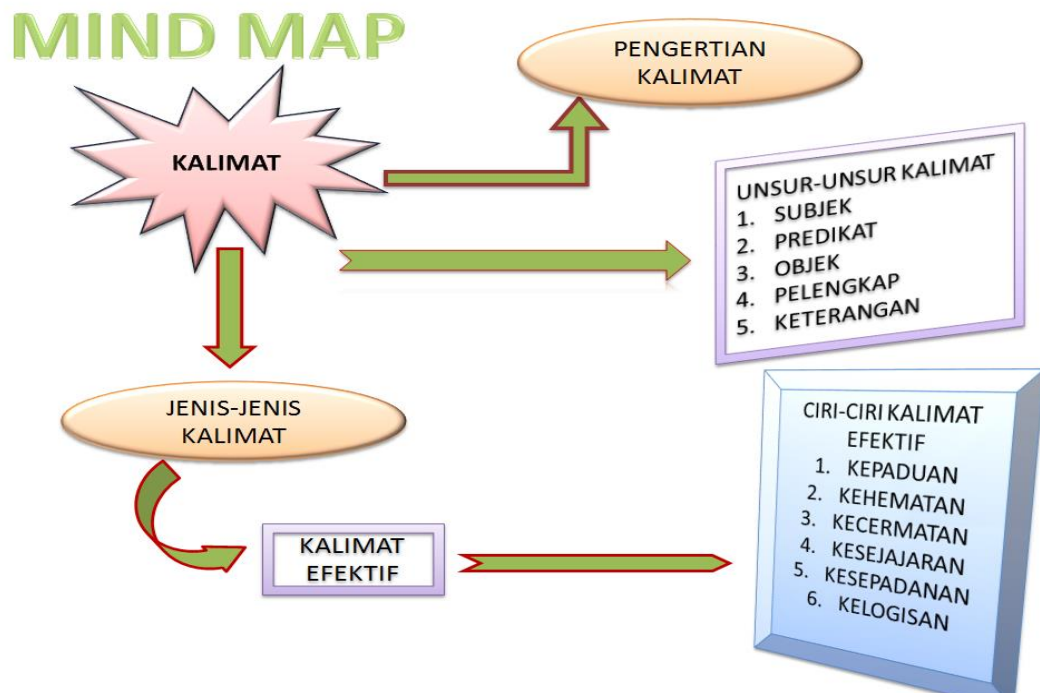 MIND MAP
PENGERTIAN
KALIMAT
KALIMAT
UNSUR-UNSUR KALIMAT
1. SUBJEK
2. PREDIKAT
3. OBJEK
4. PELENGKAP
5. KETERANGAN
JENIS-JENIS
KALIMAT
CIRI-CIRI KALIMAT
EFEKTIF
1. KEPADUAN
2. KEHEMATAN
3. KECERMATAN
4. KESEJAJARAN
5. KESEPADANAN
6. KELOGISAN
KALIMAT
EFEKTIF